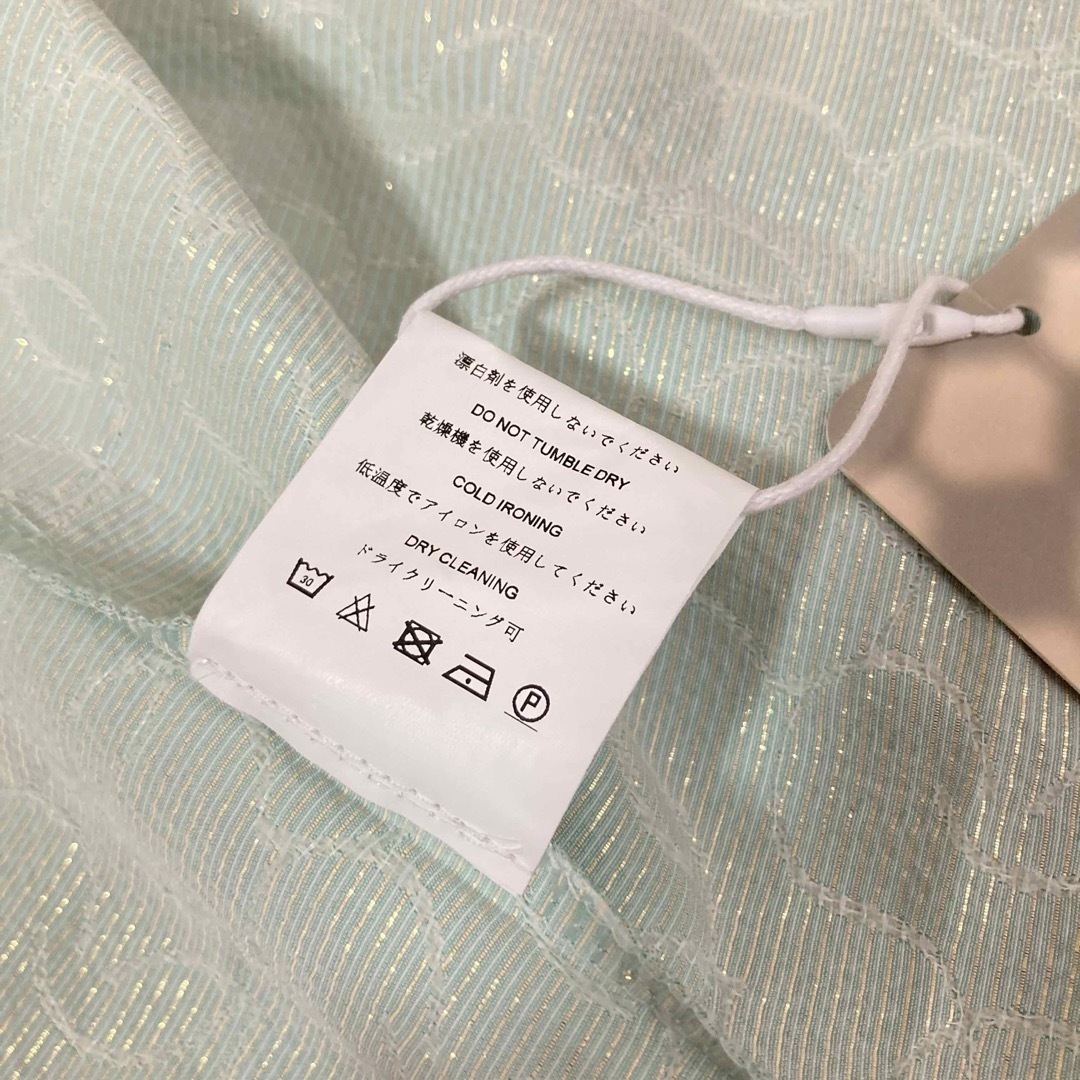 漂白剤を使用しないでください
DO NOT TUMBLE DRY
乾燥機を使用しないでください
COLD IRONING
低温度でアイロンを使用してください
DRY CLEANING
ドライクリーニング可
30
P